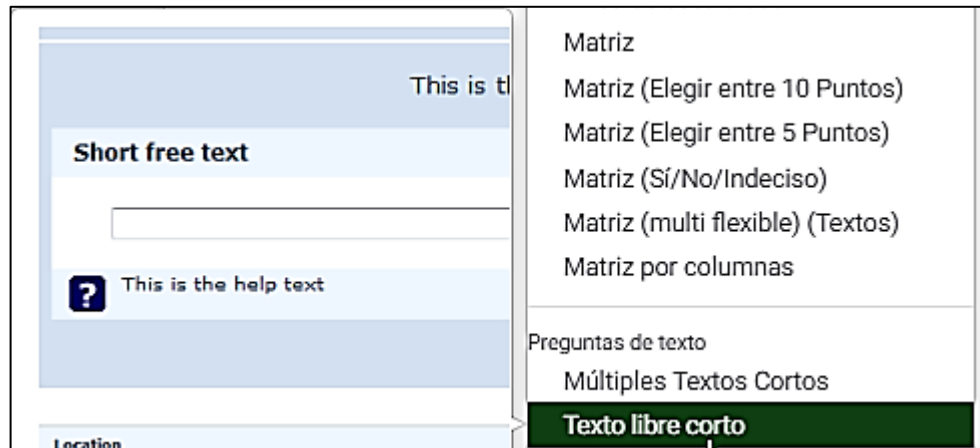 This is t
Short free text
?
This is the help text
Location
Matriz
Matriz (Elegir entre 10 Puntos)
Matriz (Elegir entre 5 Puntos)
Matriz (Sí/No/Indeciso)
Matriz (multi flexible) (Textos)
Matriz por columnas
Preguntas de texto
Múltiples Textos Cortos
Texto libre corto